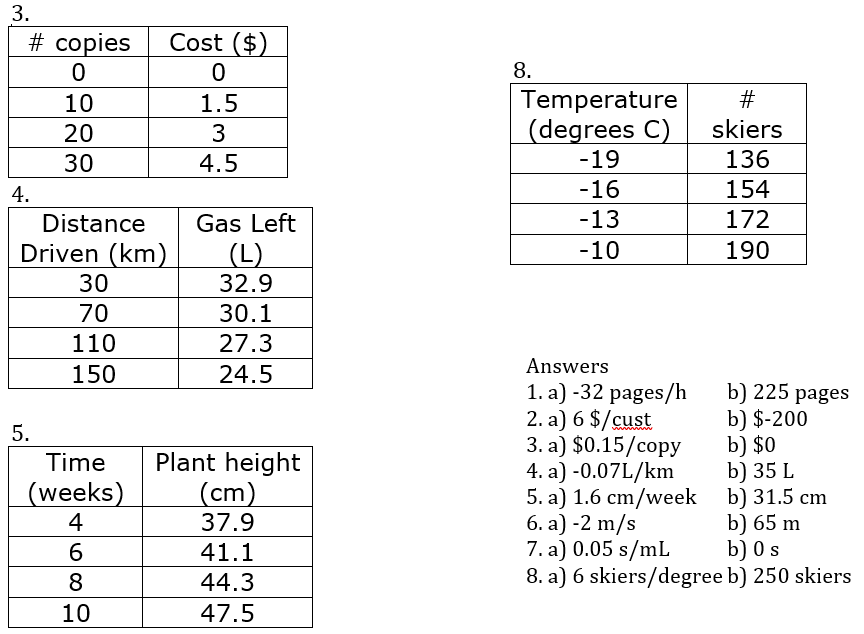 3.
# copies Cost ($)
0 0
10 1.5
20 3
30 4.5
4.
Distance Driven (km) Gas Left (L)
30 32.9
70 30.1
110 27.3
150 24.5
5.
Time (weeks) Plant height (cm)
4 37.9
6 41.1
8 44.3
10 47.5
8.
Temperature (degrees C) # skiers
-19 136
-16 154
-13 172
-10 190
Answers
1. a) -32 pages/h b) 225 pages
2. a) 6 $/cust b) $-200
3. a) $0.15/copy b) $0
4. a) -0.07L/km b) 35 L
5. a) 1.6 cm/week b) 31.5 cm
6. a) -2 m/s b) 65 m
7. a) 0.05 s/mL b) 0 s
8. a) 6 skiers/degree b) 250 skiers